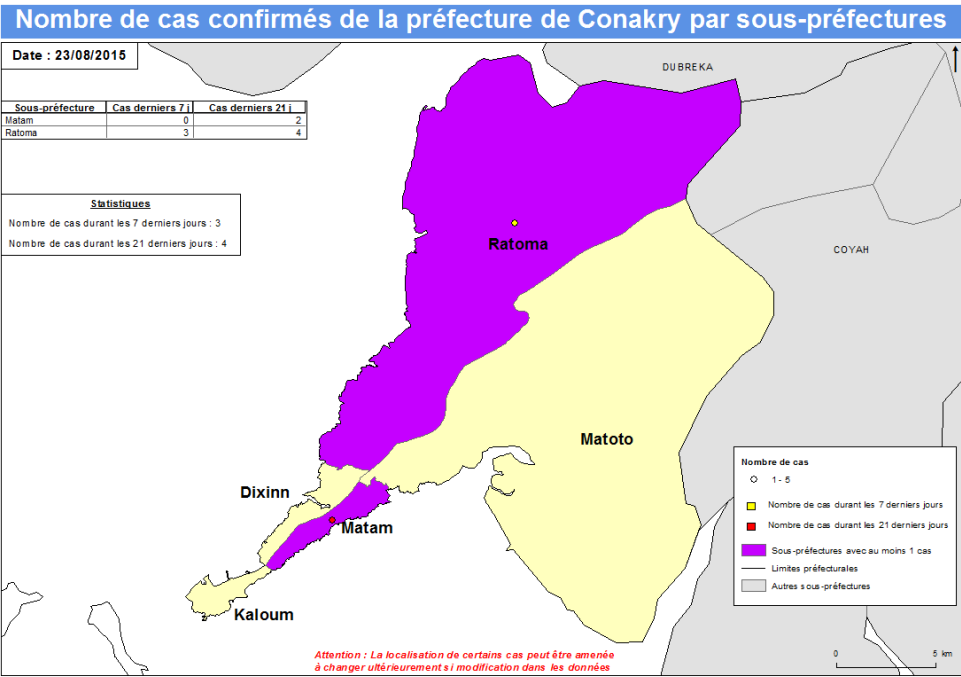 Nombre de cas confirmés de la préfecture de Conakry par sous-préfectures
Date : 23/08/2015
DUBREKA
Sous-préfecture Cas derniers 7 j Cas derniers 21 j
Matam 0 2
Ratoma 3 4
Statistiques
Nombre de cas durant les 7 derniers jours : 3
Nombre de cas durant les 21 derniers jours : 4
Ratoma
COYAH
Matoto
Dixinn
Matam
Kaloum
Nombre de cas
1 - 5
Nombre de cas durant les 7 derniers jours
Nombre de cas durant les 21 derniers jours
Sous-préfectures avec au moins 1 cas
Limites préfecturales
Autres sous-préfectures
Attention : La localisation de certains cas peut être amenée
à changer ultérieurement si modification dans les données
0 5 km